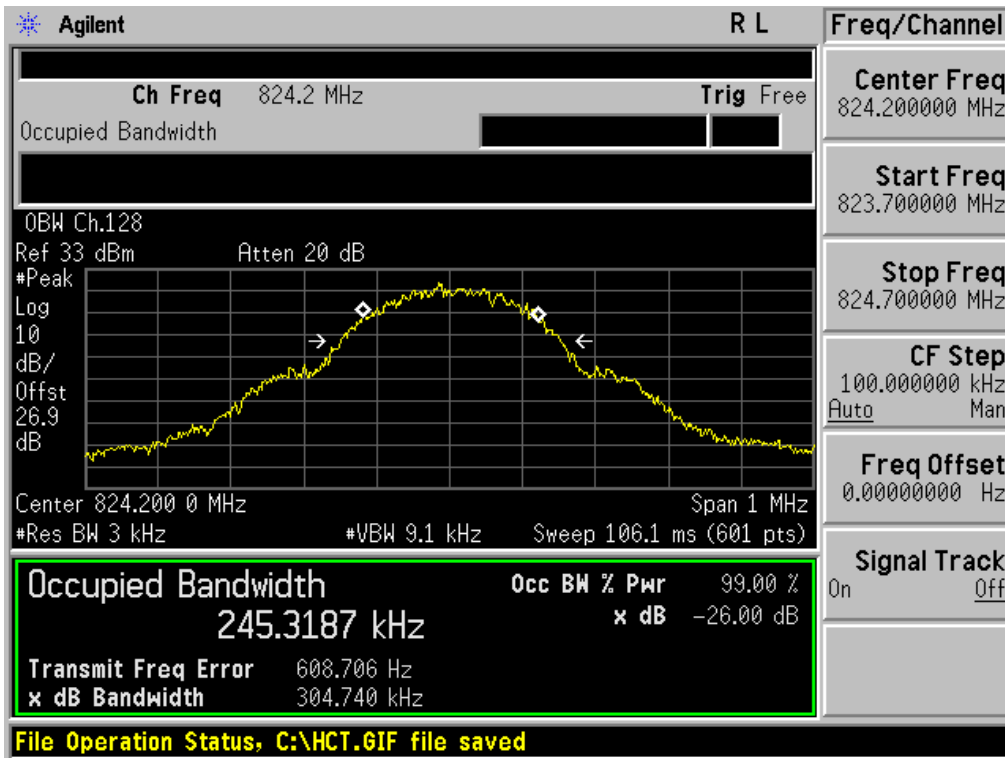 Agilent R L
Ch Freq 824.2 MHz Trig Free
Occupied Bandwidth
OBW Ch.128
Ref 33 dBm Atten 20 dB
#Peak
Log
10
dB/
Offst
26.9
dB
Center 824.200 0 MHz Span 1 MHz
#Res BW 3 kHz #VBW 9.1 kHz Sweep 106.1 ms (601 pts)
Occupied Bandwidth
245.3187 kHz
Occ BW % Pwr 99.00 %
x dB -26.00 dB
Transmit Freq Error 608.706 Hz
x dB Bandwidth 304.740 kHz
File Operation Status, C:\HCT.GIF file saved
Freq/Channel
Center Freq
824.200000 MHz
Start Freq
823.700000 MHz
Stop Freq
824.700000 MHz
CF Step
100.000000 kHz
Auto Man
Freq Offset
0.00000000 Hz
Signal Track
On Off